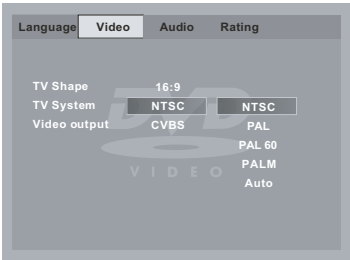 Language Video Audio Rating
TV Shape 16:9
TV System NTSC NTSC
Video output CVBS PAL
PAL 60
PALM
Auto
DVD
VIDEO